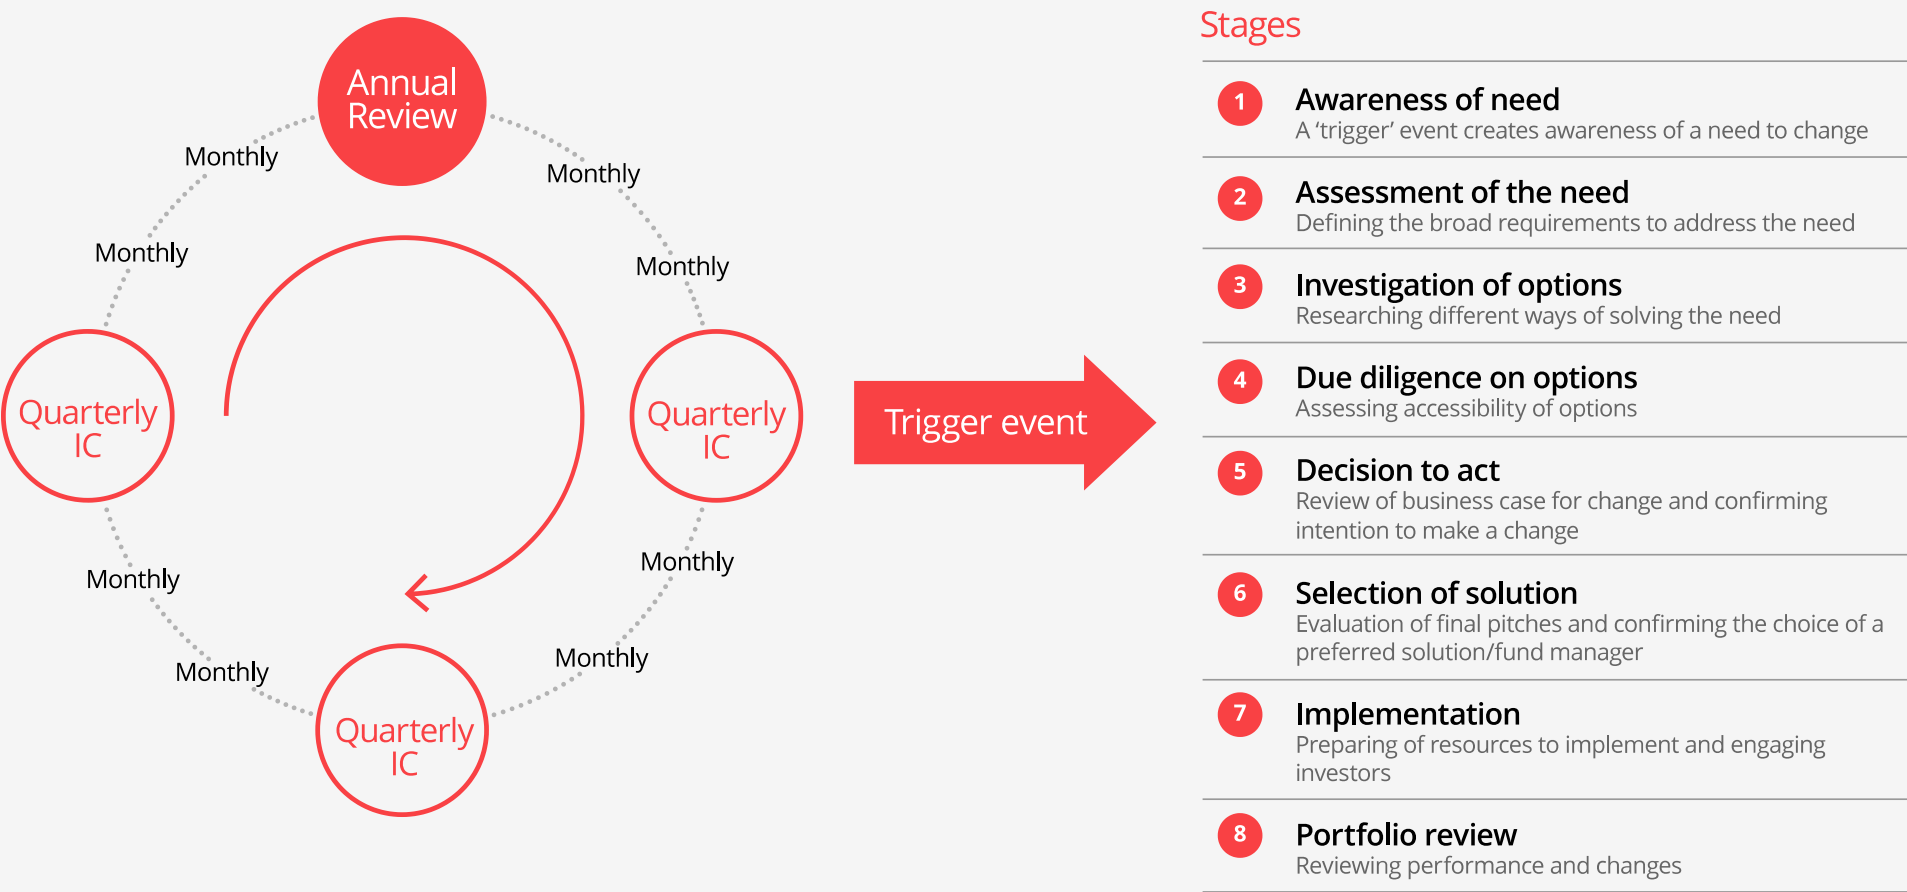 Annual
Review
Monthly
Monthly
Monthly
Monthly
Quarterly
IC
Quarterly
IC
Monthly
Monthly
Monthly
Monthly
Quarterly
IC
Trigger event
Stages
1
Awareness of need
A ‘trigger’ event creates awareness of a need to change
2
Assessment of the need
Defining the broad requirements to address the need
3
Investigation of options
Researching different ways of solving the need
4
Due diligence on options
Assessing accessibility of options
5
Decision to act
Review of business case for change and confirming
intention to make a change
6
Selection of solution
Evaluation of final pitches and confirming the choice of a
preferred solution/fund manager
7
Implementation
Preparing of resources to implement and engaging
investors
8
Portfolio review
Reviewing performance and changes